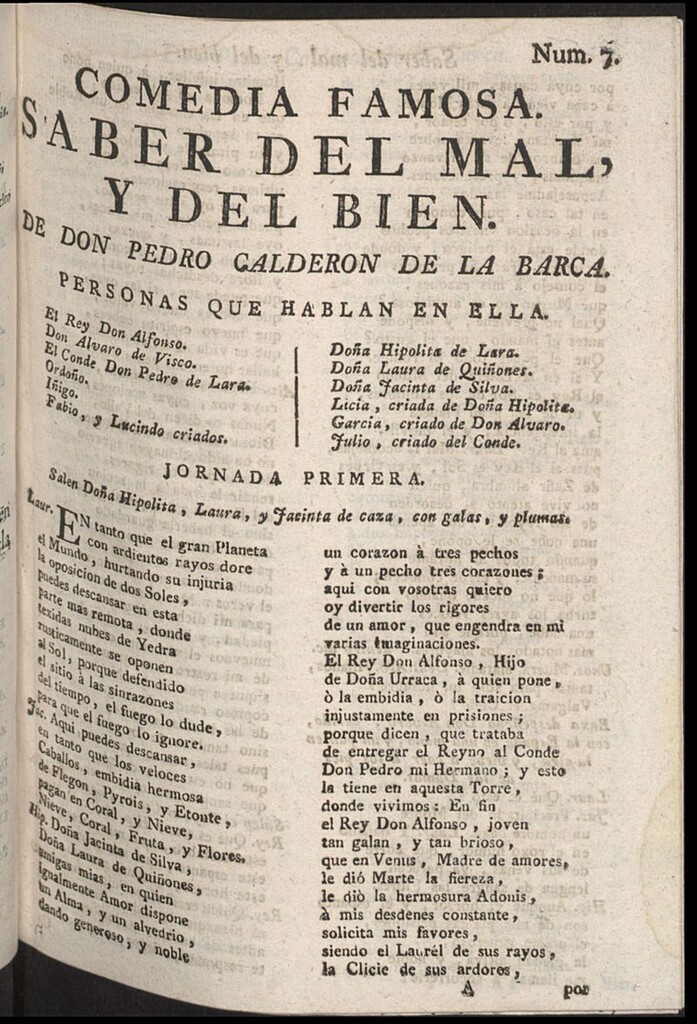 Num. 7.
COMEDIA FAMOSA.
SABER DEL MAL,
Y DEL BIEN.
DE DON PEDRO CALDERON DE LA BARCA.
PERSONAS QUE HABLAN EN ELLA.
El Rey Don Alfonso.
Don Alvaro de Visco.
El Conde Don Pedro de Lara.
Ordoño.
Iñigo.
Fabio, y Lucindo criados.
Doña Hipolita de Lara.
Doña Laura de Quiñones.
Doña Jacinta de Silva.
Licia, criada de Doña Hipolita.
Garcia, criado de Don Alvaro.
Julio, criado del Conde.
JORNADA PRIMERA.
Salen Doña Hipolita, Laura, y Jacinta de caza, con galas, y plumas.
Laur. EN tanto que el gran Planeta
con ardientes rayos dore
el Mundo, hurtando su injuria
la oposicion de dos Soles,
puedes descansar en esta
parte mas remota, donde
texidas nubes de Yedra
rusticamente se oponen
al Sol, porque defendido
el sitio à las sinrazones
del tiempo, el fuego lo dude,
para que el fuego lo ignore.
Jac. Aqui puedes descansar,
en tanto que los veloces
Caballos, embidia hermosa
de Flegon, Pyrois, y Etonte,
pagan en Coral, y Nieve,
Nieve, Coral, Fruta, y Flores.
Hip. Doña Jacinta de Silva,
Doña Laura de Quiñones,
amigas mias, en quien
igualmente Amor dispone
un Alma, y un alvedrio,
dando generoso, y noble
un corazon à tres pechos
y à un pecho tres corazones;
aqui con vosotras quiero
oy divertir los rigores
de un amor, que engendra en mi
varias imaginaciones.
El Rey Don Alfonso, Hijo
de Doña Urraca, à quien pone,
ò la embidia, ò la traicion
injustamente en prisiones;
porque dicen, que trataba
de entregar el Reyno al Conde
Don Pedro mi Hermano; y esto
la tiene en aquesta Torre,
donde vivimos: En fin
el Rey Don Alfonso, joven
tan galan, y tan brioso,
que en Venus, Madre de amores,
le diò Marte la fiereza,
le diò la hermosura Adonis,
à mis desdenes constante,
solicita mis favores,
siendo el Laurél de sus rayos,
la Clicie de sus ardores,
A por